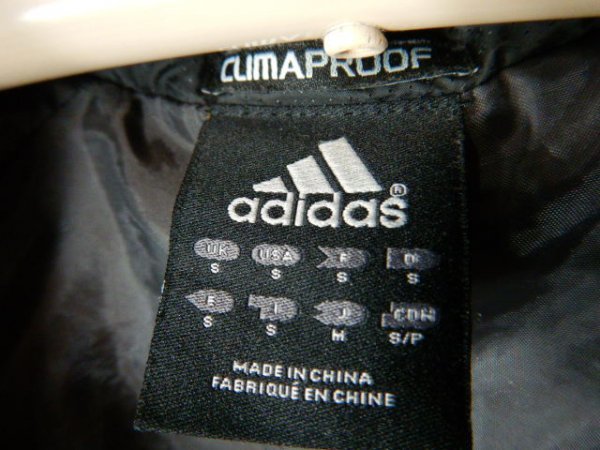 CLIMAPROOF
adidas®
UK USA F D
S S S S
E I J CDN
S S M S/P
MADE IN CHINA
FABRIQUÉ EN CHINE